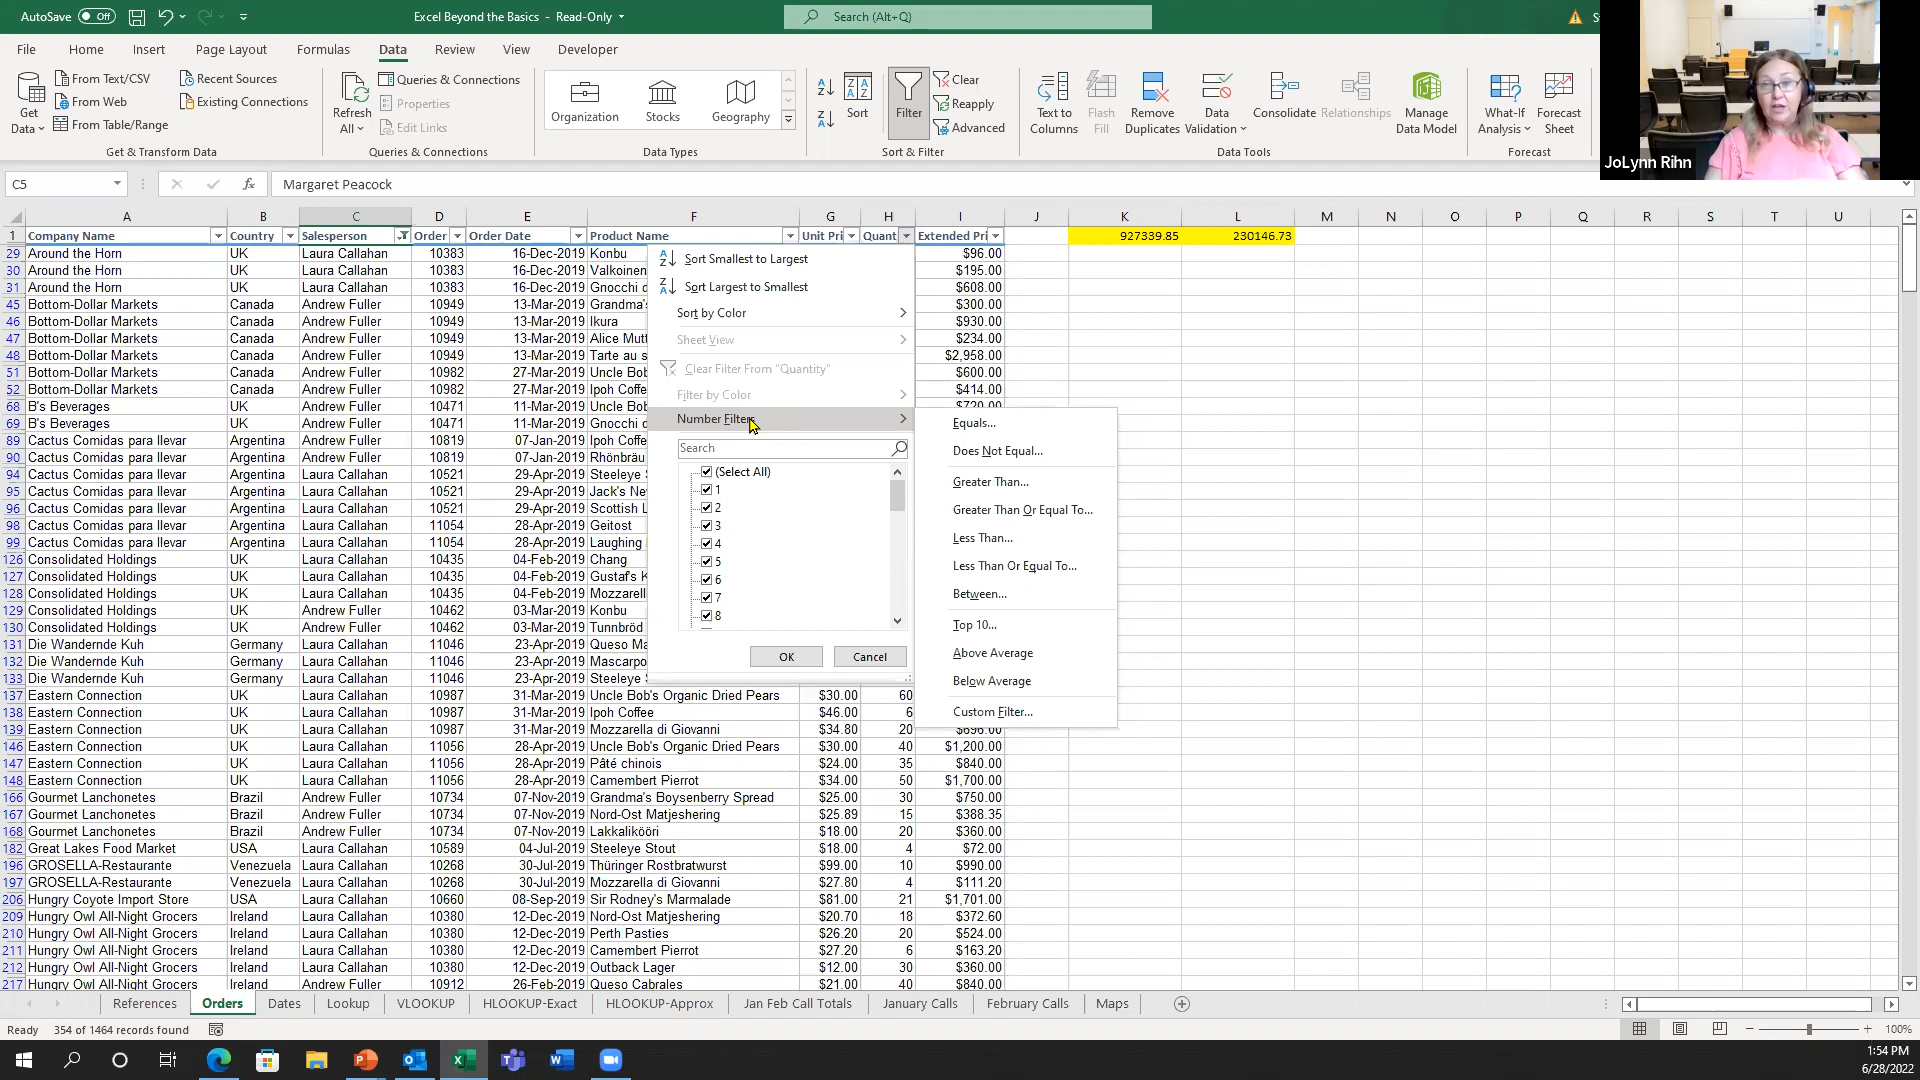 AutoSave Off Excel Beyond the Basics - Read-Only Search (Alt+Q)
File Home Insert Page Layout Formulas Data Review View Developer
From Text/CSV Recent Sources Queries & Connections Clear
From Web Existing Connections Properties Reapply
From Table/Range Edit Links Advanced
Get Data Refresh All Organization Stocks Geography Sort Filter Text to Columns Flash Fill Remove Duplicates Data Validation Consolidate Relationships Manage Data Model What-If Analysis Forecast Sheet
Get & Transform Data Queries & Connections Data Types Sort & Filter Data Tools Forecast
JoLynn Rihn
C5 fx Margaret Peacock
A B C D E F G H I J K L M N O P Q R S T U
1 Company Name Country Salesperson Order Order Date Product Name Unit Pri Quant Extended Pri 927339.85 230146.73
29 Around the Horn UK Laura Callahan 10383 16-Dec-2019 Konbu $96.00
30 Around the Horn UK Laura Callahan 10383 16-Dec-2019 Valkoinen $195.00
31 Around the Horn UK Laura Callahan 10383 16-Dec-2019 Gnocchi d $608.00
45 Bottom-Dollar Markets Canada Andrew Fuller 10949 13-Mar-2019 Grandma's $300.00
46 Bottom-Dollar Markets Canada Andrew Fuller 10949 13-Mar-2019 Ikura $930.00
47 Bottom-Dollar Markets Canada Andrew Fuller 10949 13-Mar-2019 Alice Mutt $234.00
48 Bottom-Dollar Markets Canada Andrew Fuller 10949 13-Mar-2019 Tarte au s $2,958.00
51 Bottom-Dollar Markets Canada Andrew Fuller 10982 27-Mar-2019 Uncle Bob $600.00
52 Bottom-Dollar Markets Canada Andrew Fuller 10982 27-Mar-2019 Ipoh Coffe $414.00
68 B's Beverages UK Andrew Fuller 10471 11-Mar-2019 Uncle Bob $720.00
69 B's Beverages UK Andrew Fuller 10471 11-Mar-2019 Gnocchi d
89 Cactus Comidas para llevar Argentina Andrew Fuller 10819 07-Jan-2019 Ipoh Coffe
90 Cactus Comidas para llevar Argentina Andrew Fuller 10819 07-Jan-2019 Rhönbräu
94 Cactus Comidas para llevar Argentina Laura Callahan 10521 29-Apr-2019 Steeleye
95 Cactus Comidas para llevar Argentina Laura Callahan 10521 29-Apr-2019 Jack's Nev
96 Cactus Comidas para llevar Argentina Laura Callahan 10521 29-Apr-2019 Scottish L
98 Cactus Comidas para llevar Argentina Laura Callahan 11054 28-Apr-2019 Geitost
99 Cactus Comidas para llevar Argentina Laura Callahan 11054 28-Apr-2019 Laughing
126 Consolidated Holdings UK Laura Callahan 10435 04-Feb-2019 Chang
127 Consolidated Holdings UK Laura Callahan 10435 04-Feb-2019 Gustaf's K
128 Consolidated Holdings UK Laura Callahan 10435 04-Feb-2019 Mozzarell
129 Consolidated Holdings UK Andrew Fuller 10462 03-Mar-2019 Konbu
130 Consolidated Holdings UK Andrew Fuller 10462 03-Mar-2019 Tunnbröd
131 Die Wandernde Kuh Germany Laura Callahan 11046 23-Apr-2019 Queso Ma
132 Die Wandernde Kuh Germany Laura Callahan 11046 23-Apr-2019 Mascarpo
133 Die Wandernde Kuh Germany Laura Callahan 11046 23-Apr-2019 Steeleye
137 Eastern Connection UK Laura Callahan 10987 31-Mar-2019 Uncle Bob's Organic Dried Pears $30.00 60
138 Eastern Connection UK Laura Callahan 10987 31-Mar-2019 Ipoh Coffee $46.00 6
139 Eastern Connection UK Laura Callahan 10987 31-Mar-2019 Mozzarella di Giovanni $34.80 20 $696.00
146 Eastern Connection UK Laura Callahan 11056 28-Apr-2019 Uncle Bob's Organic Dried Pears $30.00 40 $1,200.00
147 Eastern Connection UK Laura Callahan 11056 28-Apr-2019 Pâté chinois $24.00 35 $840.00
148 Eastern Connection UK Laura Callahan 11056 28-Apr-2019 Camembert Pierrot $34.00 50 $1,700.00
166 Gourmet Lanchonetes Brazil Andrew Fuller 10734 07-Nov-2019 Grandma's Boysenberry Spread $25.00 30 $750.00
167 Gourmet Lanchonetes Brazil Andrew Fuller 10734 07-Nov-2019 Nord-Ost Matjeshering $25.89 15 $388.35
168 Gourmet Lanchonetes Brazil Andrew Fuller 10734 07-Nov-2019 Lakkalikööri $18.00 20 $360.00
182 Great Lakes Food Market USA Laura Callahan 10589 04-Jul-2019 Steeleye Stout $18.00 4 $72.00
196 GROSELLA-Restaurante Venezuela Laura Callahan 10268 30-Jul-2019 Thüringer Rostbratwurst $99.00 10 $990.00
197 GROSELLA-Restaurante Venezuela Laura Callahan 10268 30-Jul-2019 Mozzarella di Giovanni $27.80 4 $111.20
206 Hungry Coyote Import Store USA Laura Callahan 10660 08-Sep-2019 Sir Rodney's Marmalade $81.00 21 $1,701.00
209 Hungry Owl All-Night Grocers Ireland Laura Callahan 10380 12-Dec-2019 Nord-Ost Matjeshering $20.70 18 $372.60
210 Hungry Owl All-Night Grocers Ireland Laura Callahan 10380 12-Dec-2019 Perth Pasties $26.20 20 $524.00
211 Hungry Owl All-Night Grocers Ireland Laura Callahan 10380 12-Dec-2019 Camembert Pierrot $27.20 6 $163.20
212 Hungry Owl All-Night Grocers Ireland Laura Callahan 10380 12-Dec-2019 Outback Lager $12.00 30 $360.00
217 Hungry Owl All-Night Grocers Ireland Laura Callahan 10912 26-Feb-2019 Queso Cabrales $21.00 40 $840.00
Sort Smallest to Largest
Sort Largest to Smallest
Sort by Color
Sheet View
Clear Filter From "Quantity"
Filter by Color
Number Filters
Search
(Select All)
1
2
3
4
5
6
7
8
OK Cancel
Equals...
Does Not Equal...
Greater Than...
Greater Than Or Equal To...
Less Than...
Less Than Or Equal To...
Between...
Top 10...
Above Average
Below Average
Custom Filter...
References Orders Dates Lookup VLOOKUP HLOOKUP-Exact HLOOKUP-Approx Jan Feb Call Totals January Calls February Calls Maps
Ready 354 of 1464 records found 100%
1:54 PM
6/28/2022